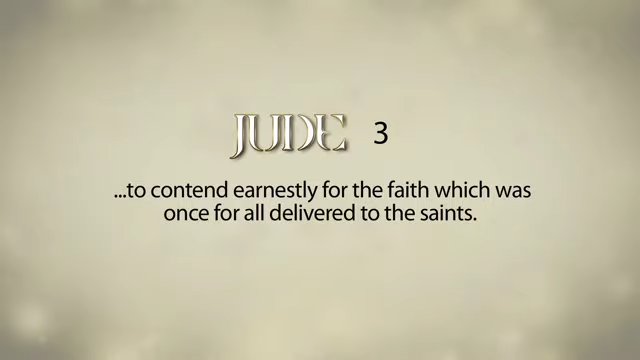 JUDE 3
...to contend earnestly for the faith which was
once for all delivered to the saints.